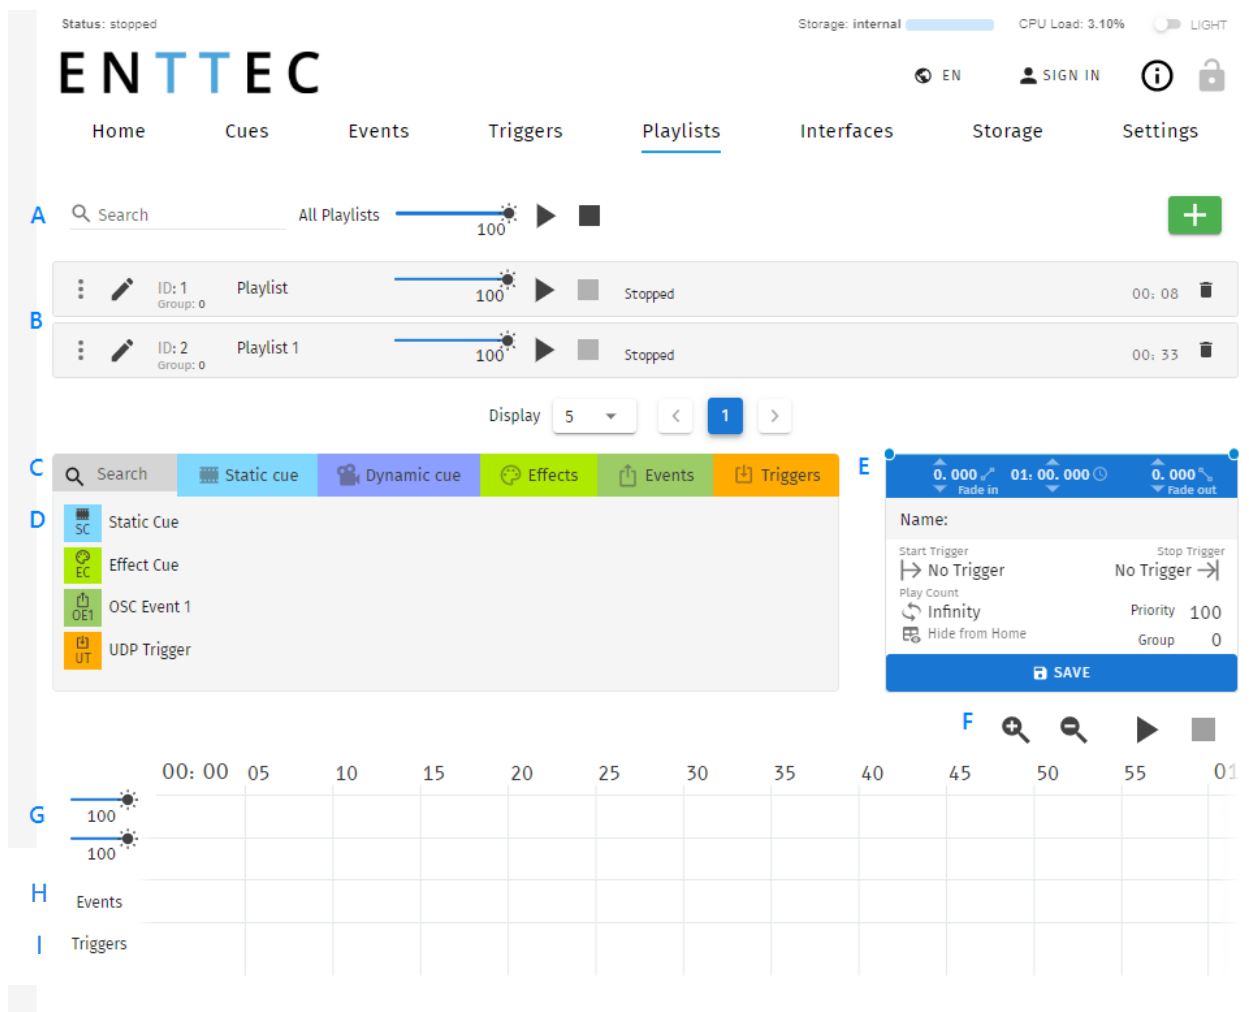 Status: stopped
Storage: internal
CPU Load: 3.10%
LIGHT
ENTTEC
EN
SIGN IN
Home Cues Events Triggers Playlists Interfaces Storage Settings
A
Search
All Playlists
100
ID: 1
Group: 0
Playlist
100
Stopped
00: 08
B
ID: 2
Group: 0
Playlist 1
100
Stopped
00: 33
Display 5 < 1 >
C
Search Static cue Dynamic cue Effects Events Triggers
D
SC Static Cue
EC Effect Cue
OE1 OSC Event 1
UT UDP Trigger
E
0. 000 01: 00. 000 0. 000
Fade in Fade out
Name:
Start Trigger Stop Trigger
No Trigger No Trigger
Play Count
Infinity Priority 100
Hide from Home Group 0
SAVE
F
00: 00 05 10 15 20 25 30 35 40 45 50 55 01
G
100
100
H
Events
I
Triggers